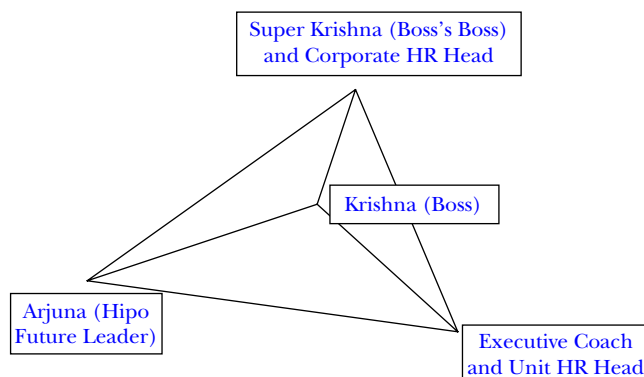 Super Krishna (Boss’s Boss)
and Corporate HR Head
Krishna (Boss)
Arjuna (Hipo
Future Leader)
Executive Coach
and Unit HR Head